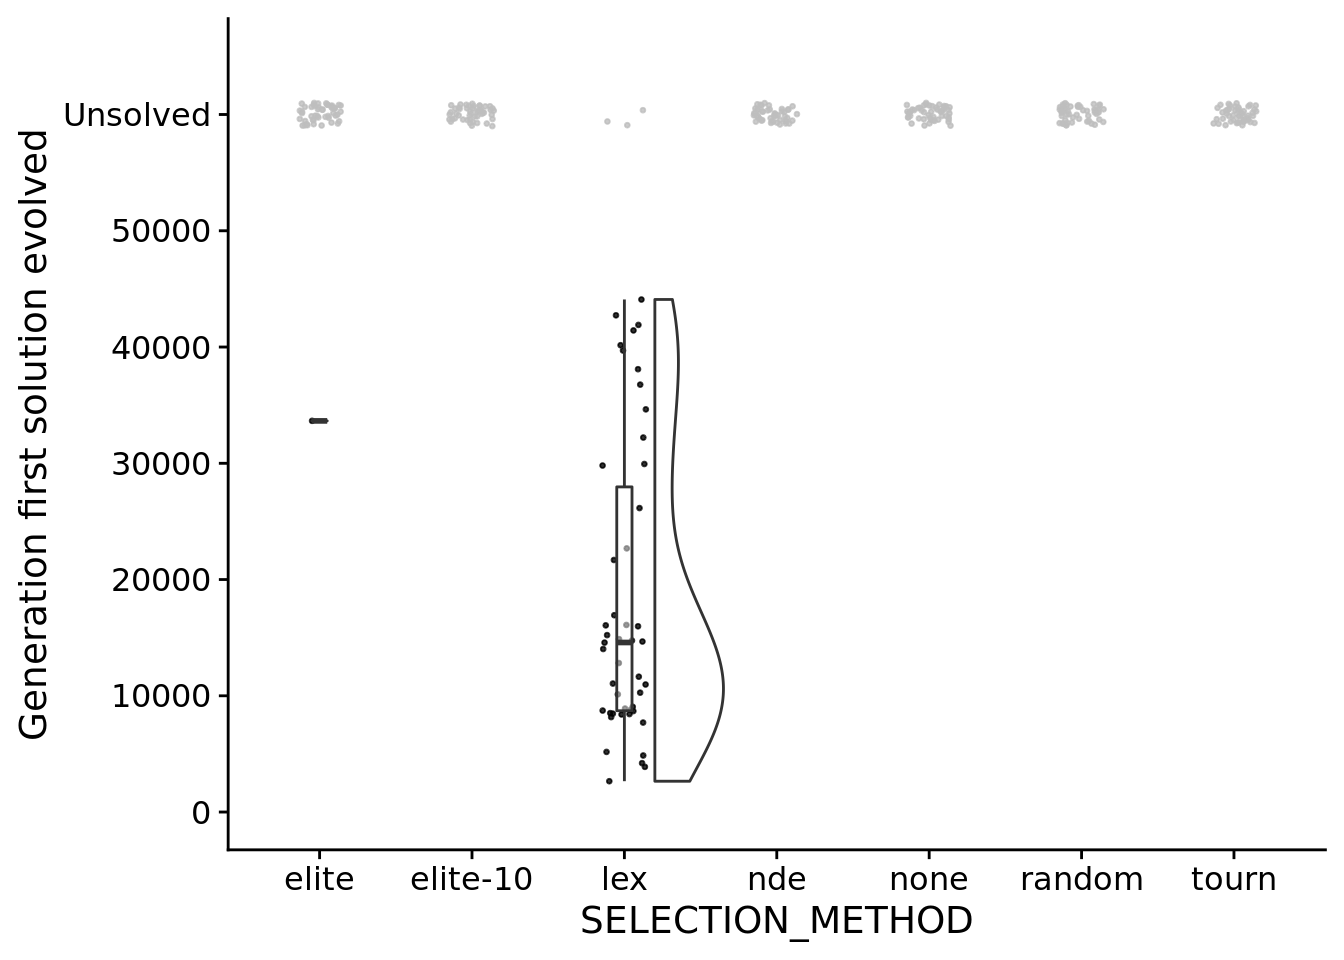 Generation first solution evolved
Unsolved
50000
40000
30000
20000
10000
0
elite elite-10 lex nde none random tourn
SELECTION_METHOD